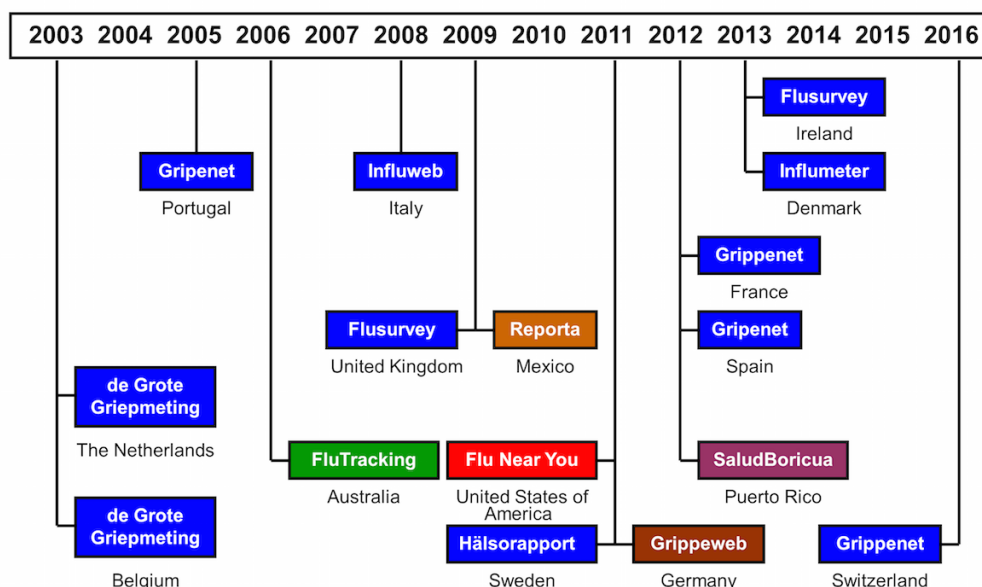 2003 2004 2005 2006 2007 2008 2009 2010 2011 2012 2013 2014 2015 2016
Flusurvey
Ireland
Gripenet
Portugal
Influweb
Italy
Influmeter
Denmark
Grippenet
France
Flusurvey
United Kingdom
Reporta
Mexico
Gripenet
Spain
de Grote
Griepmeting
The Netherlands
FluTracking
Australia
Flu Near You
United States of
America
SaludBoricua
Puerto Rico
de Grote
Griepmeting
Belgium
Hälsorapport
Sweden
Grippeweb
Germany
Grippenet
Switzerland